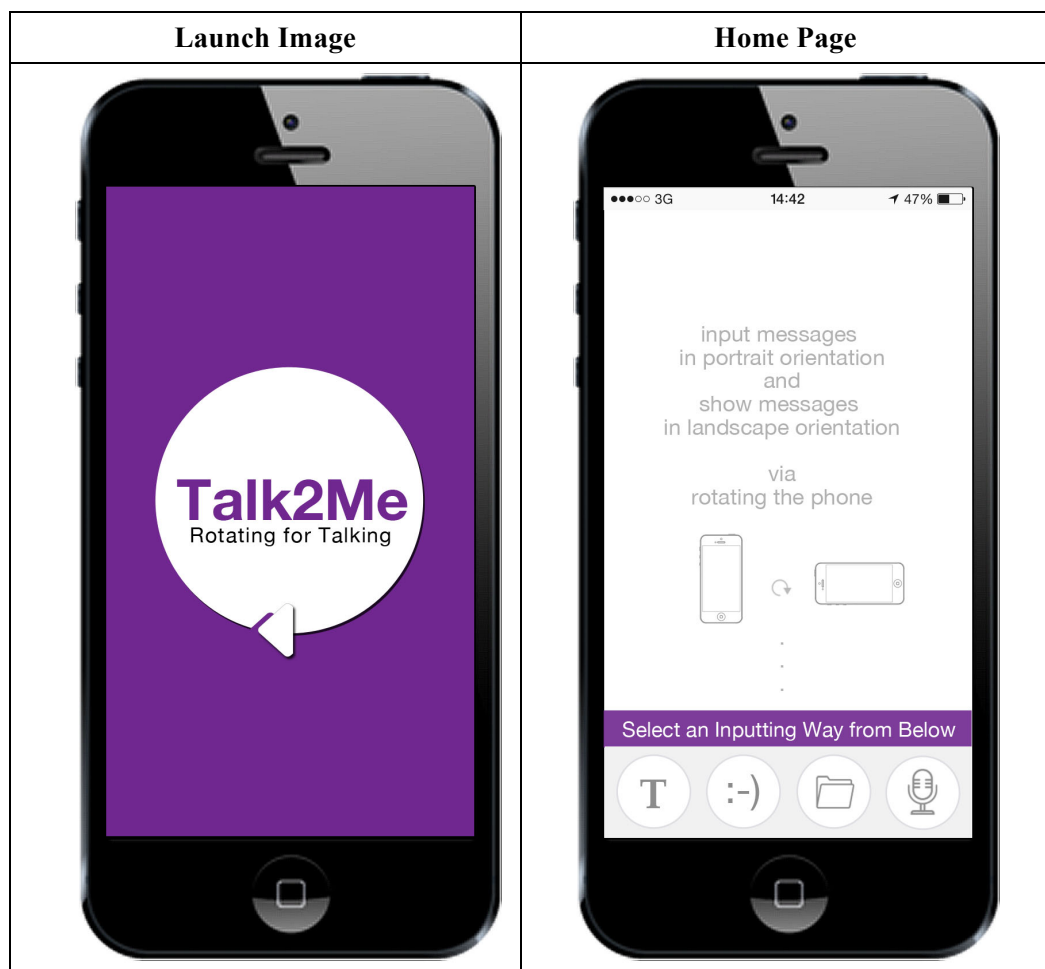 Launch Image
Home Page
Talk2Me
Rotating for Talking
3G 14:42 47%
input messages
in portrait orientation
and
show messages
in landscape orientation
via
rotating the phone
.
.
.
Select an Inputting Way from Below
T :-)